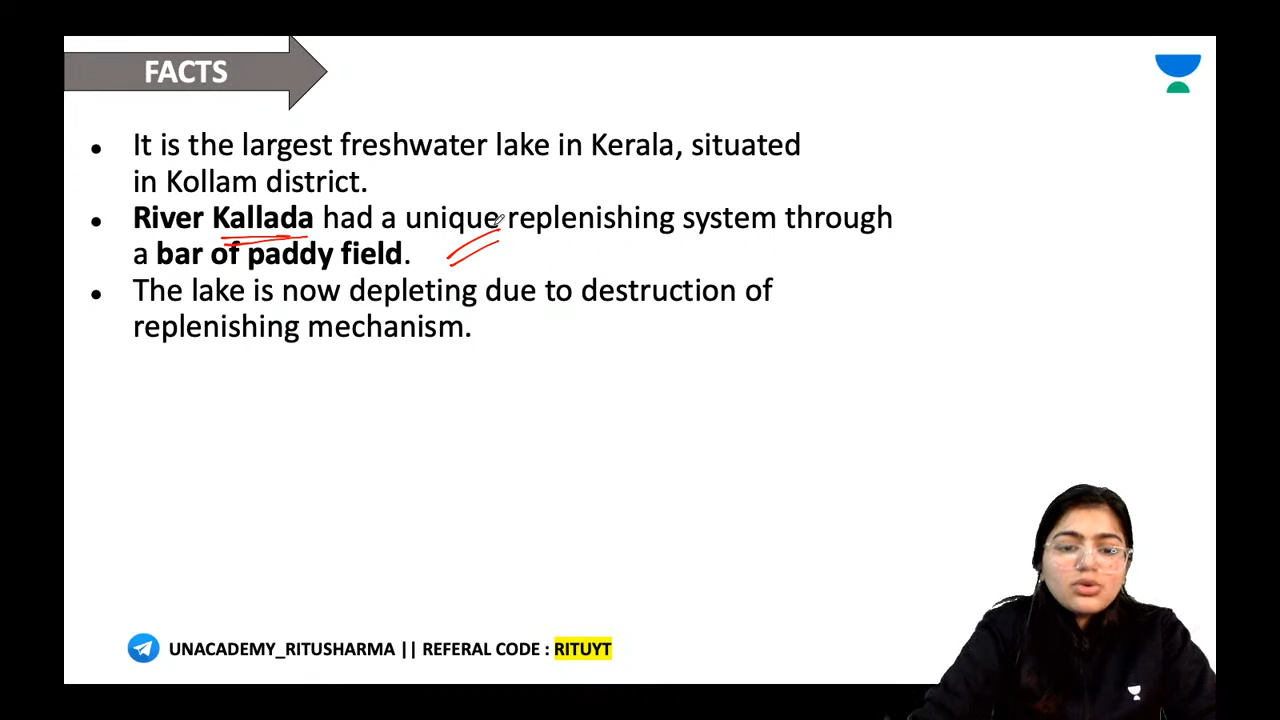 FACTS
● It is the largest freshwater lake in Kerala, situated
in Kollam district.
● River Kallada had a unique replenishing system through
a bar of paddy field.
● The lake is now depleting due to destruction of
replenishing mechanism.
UNACADEMY_RITUSHARMA || REFERAL CODE : RITUYT